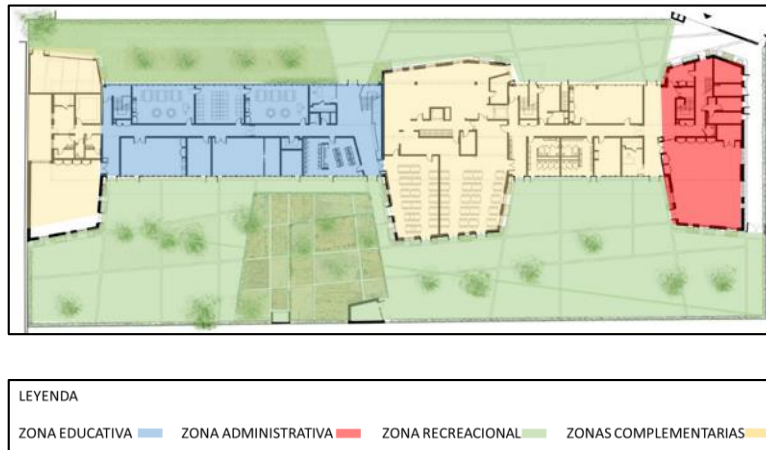 E
LEYENDA
ZONA EDUCATIVA ZONA ADMINISTRATIVA ZONA RECREACIONAL ZONAS COMPLEMENTARIAS